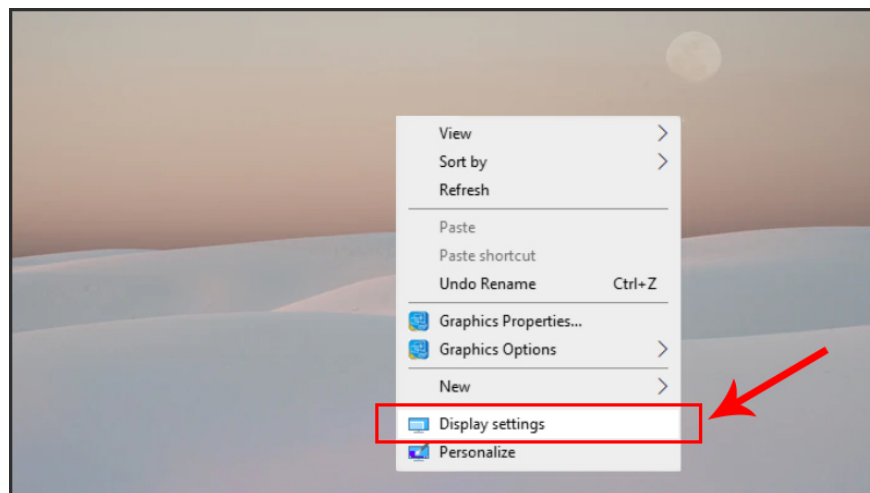 View
Sort by
Refresh
Paste
Paste shortcut
Undo Rename Ctrl+Z
Graphics Properties...
Graphics Options
New
Display settings
Personalize